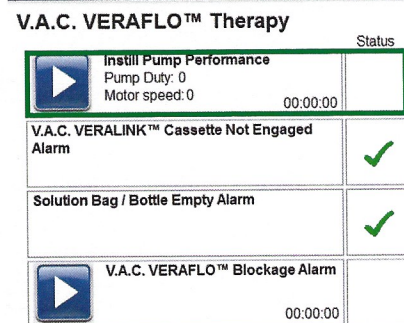 V.A.C. VERAFLO™ Therapy
Status
Instill Pump Performance
Pump Duty: 0
Motor speed: 0
00:00:00
V.A.C. VERALINK™ Cassette Not Engaged
Alarm
Solution Bag / Bottle Empty Alarm
V.A.C. VERAFLO™ Blockage Alarm
00:00:00